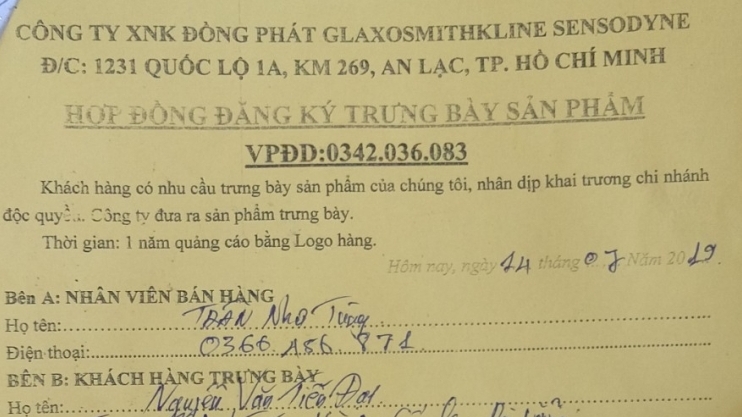 CÔNG TY XNK ĐÒNG PHÁT GLAXOSMITHKLINE SENSODYNE
Đ/C: 1231 QUỐC LỘ 1A, KM 269, AN LẠC, TP. HỒ CHÍ MINH
HỢP ĐỒNG ĐĂNG KÝ TRƯNG BÀY SẢN PHẨM
VPĐD:0342.036.083
Khách hàng có nhu cầu trưng bày sản phẩm của chúng tôi, nhân dịp khai trương chi nhánh
độc quyền. Công ty đưa ra sản phẩm trưng bày.
Thời gian: 1 năm quảng cáo bằng Logo hàng.
Hôm nay, ngày 14 tháng 07 Năm 2019
Bên A: NHÂN VIÊN BÁN HÀNG
Họ tên: TRẦN Nho Tùng
Điện thoại: 0366 156 871
BÊN B: KHÁCH HÀNG TRƯNG BÀY
Họ tên: Nguyễn Văn Tiến Đạt